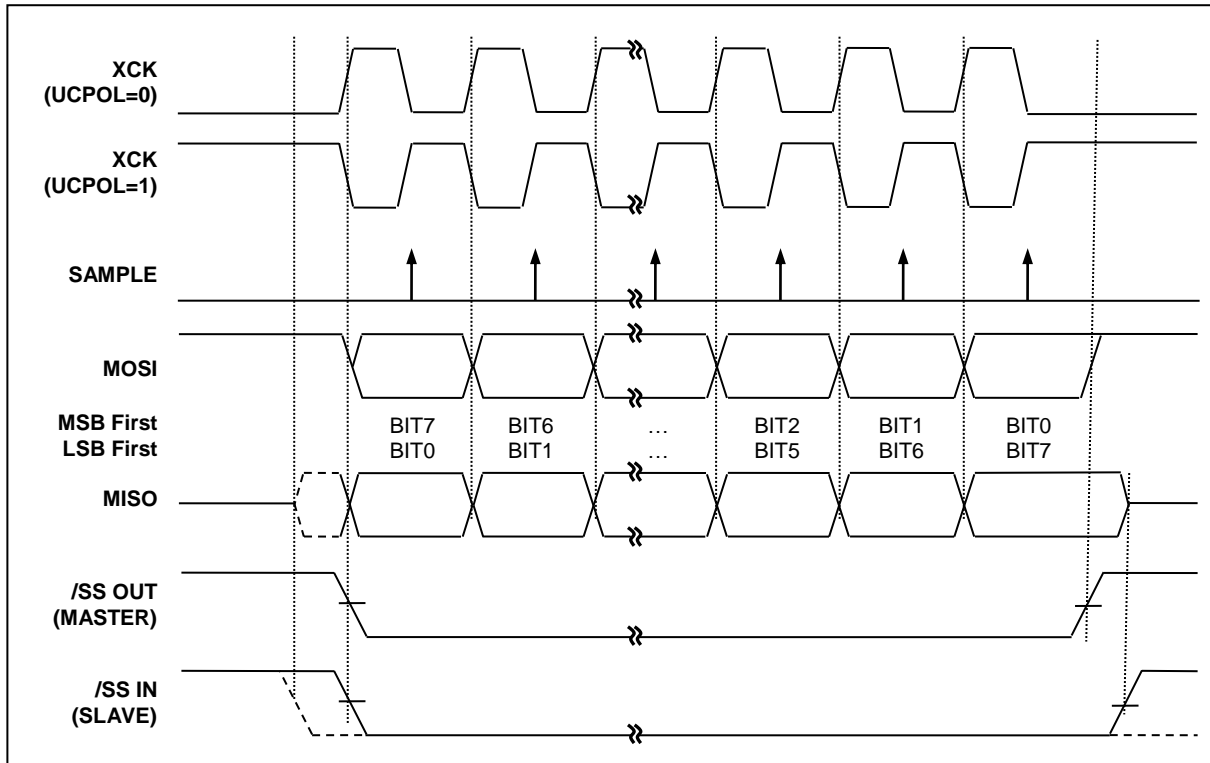 XCK
(UCPOL=0)
XCK
(UCPOL=1)
SAMPLE
MOSI
MSB First BIT7 BIT6 … BIT2 BIT1 BIT0
LSB First BIT0 BIT1 … BIT5 BIT6 BIT7
MISO
/SS OUT
(MASTER)
/SS IN
(SLAVE)